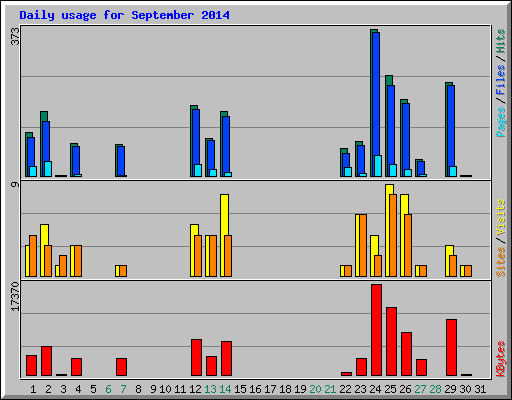 Daily usage for September 2014
373
Pages / Files / Hits
9
Sites / Visits
17370
KBytes
1 2 3 4 5 6 7 8 9 10 11 12 13 14 15 16 17 18 19 20 21 22 23 24 25 26 27 28 29 30 31